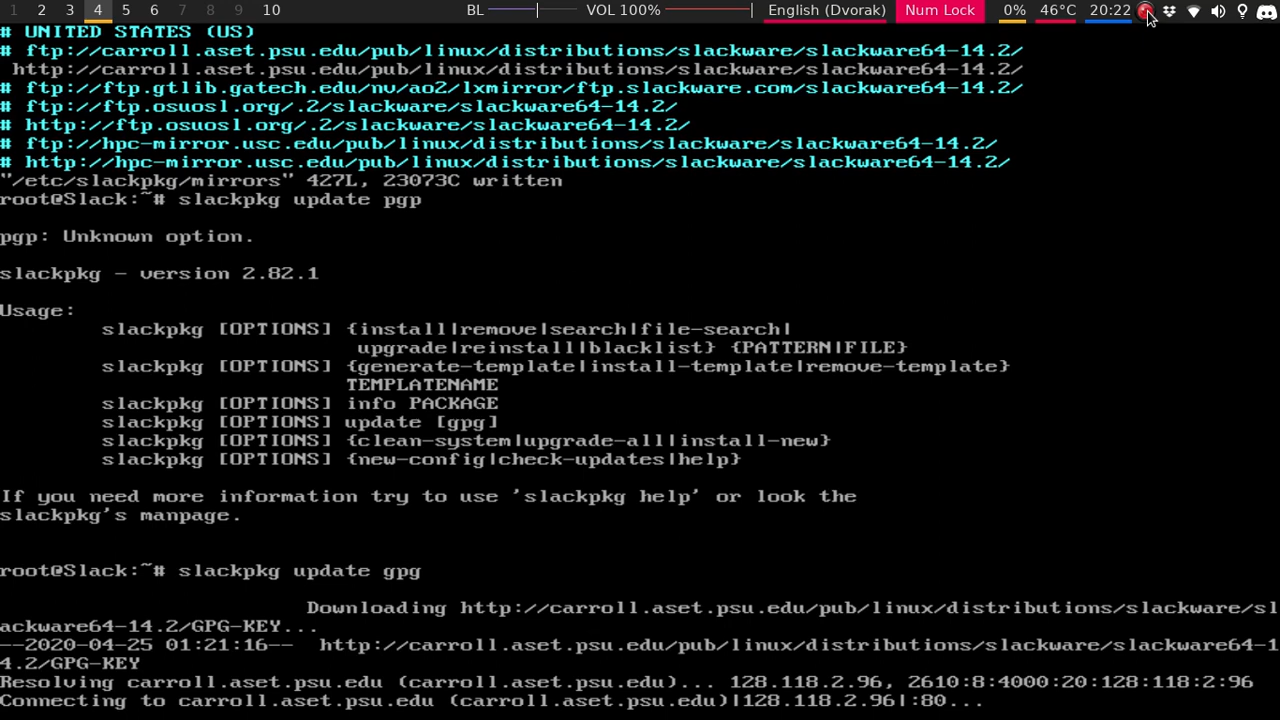 1 2 3 4 5 6 7 8 9 10 BL VOL 100% English (Dvorak) Num Lock 0% 46°C 20:22
# UNITED STATES (US)
# ftp://carroll.aset.psu.edu/pub/linux/distributions/slackware/slackware64-14.2/
http://carroll.aset.psu.edu/pub/linux/distributions/slackware/slackware64-14.2/
# http://ftp.gtlib.gatech.edu/nv/ao2/lxmirror/ftp.slackware.com/slackware64-14.2/
# ftp://ftp.osuosl.org/.2/slackware/slackware64-14.2/
# http://ftp.osuosl.org/.2/slackware/slackware64-14.2/
# ftp://hpc-mirror.usc.edu/pub/linux/distributions/slackware/slackware64-14.2/
# http://hpc-mirror.usc.edu/pub/linux/distributions/slackware/slackware64-14.2/
"/etc/slackpkg/mirrors" 427L, 23073C written
root@Slack:~# slackpkg update pgp
pgp: Unknown option.
slackpkg - version 2.82.1
Usage:
slackpkg [OPTIONS] {install|remove|search|file-search|
upgrade|reinstall|blacklist} {PATTERN|FILE}
slackpkg [OPTIONS] {generate-template|install-template|remove-template}
TEMPLATENAME
slackpkg [OPTIONS] info PACKAGE
slackpkg [OPTIONS] update [gpg]
slackpkg [OPTIONS] {clean-system|upgrade-all|install-new}
slackpkg [OPTIONS] {new-config|check-updates|help}
If you need more information try to use 'slackpkg help' or look the
slackpkg's manpage.
root@Slack:~# slackpkg update gpg
Downloading http://carroll.aset.psu.edu/pub/linux/distributions/slackware/sl
ackware64-14.2/GPG-KEY...
--2020-04-25 01:21:16-- http://carroll.aset.psu.edu/pub/linux/distributions/slackware/slackware64-1
4.2/GPG-KEY
Resolving carroll.aset.psu.edu (carroll.aset.psu.edu)... 128.118.2.96, 2610:8:4000:20:128:118:2:96
Connecting to carroll.aset.psu.edu (carroll.aset.psu.edu)|128.118.2.96|:80...